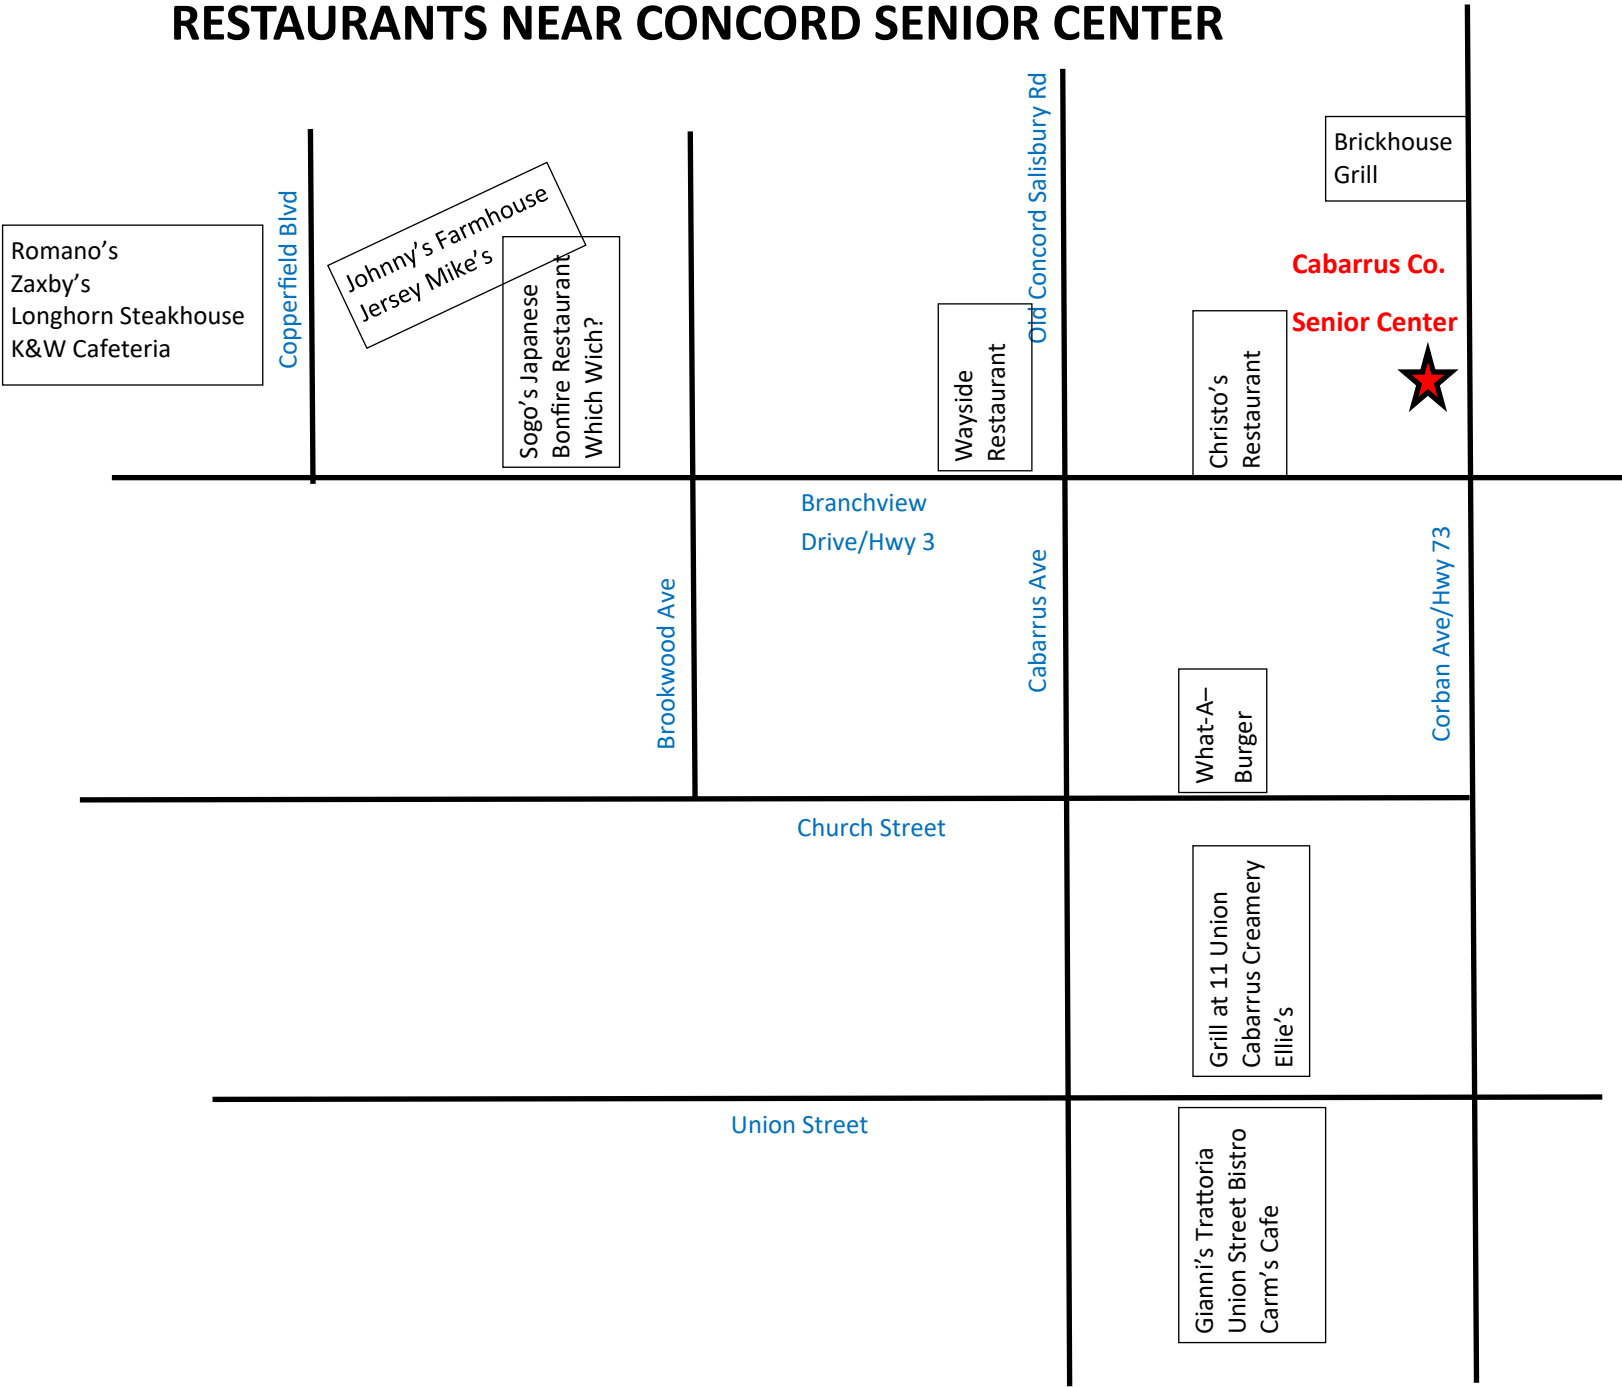 RESTAURANTS NEAR CONCORD SENIOR CENTER
Romano’s
Zaxby’s
Longhorn Steakhouse
K&W Cafeteria
Copperfield Blvd
Johnny’s Farmhouse
Jersey Mike’s
Sogo’s Japanese
Bonfire Restaurant
Which Wich?
Wayside
Restaurant
Old Concord Salisbury Rd
Christo’s
Restaurant
Brickhouse
Grill
Cabarrus Co.
Senior Center
Branchview
Drive/Hwy 3
Brookwood Ave
Cabarrus Ave
What-A–
Burger
Corban Ave/Hwy 73
Church Street
Grill at 11 Union
Cabarrus Creamery
Ellie’s
Union Street
Gianni’s Trattoria
Union Street Bistro
Carm’s Cafe